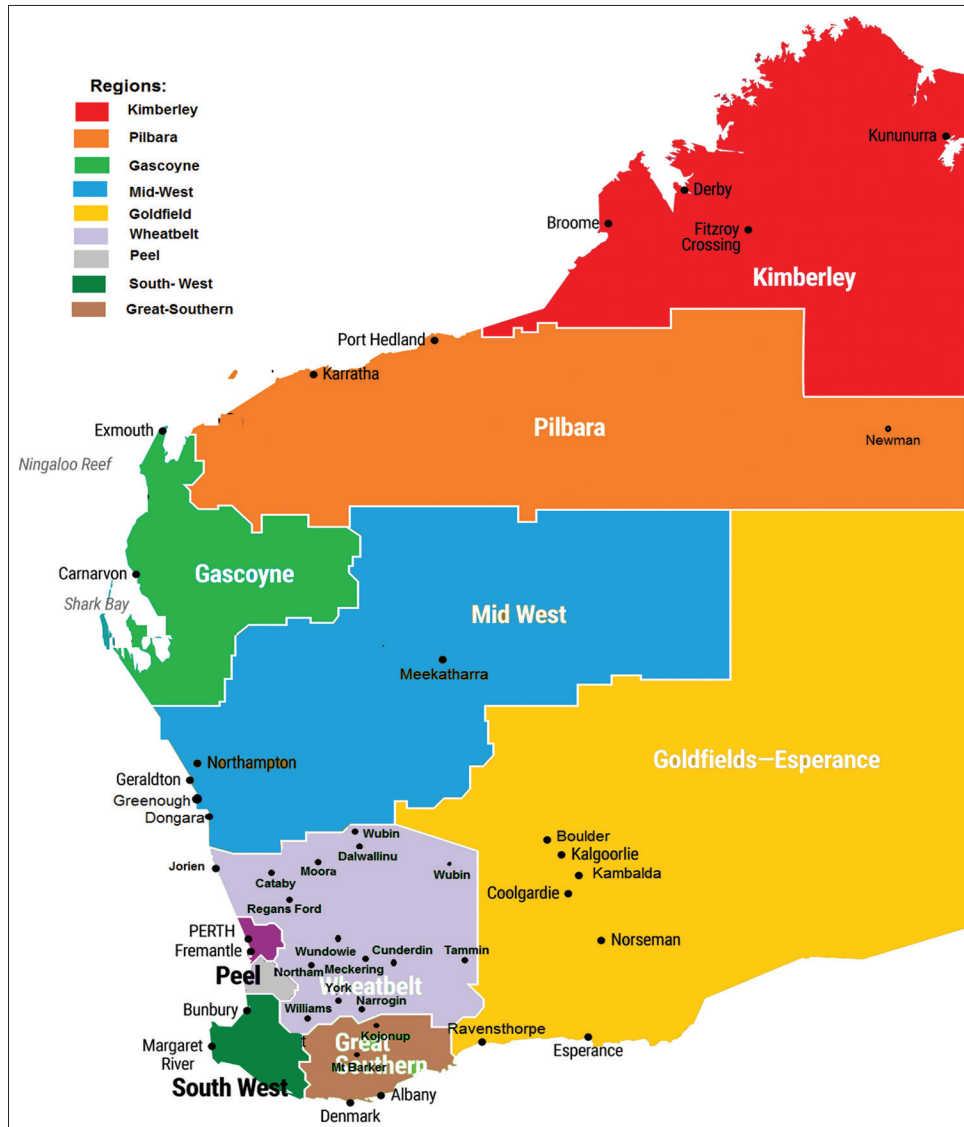 Regions:
Kimberley
Pilbara
Gascoyne
Mid-West
Goldfield
Wheatbelt
Peel
South- West
Great-Southern
Kununurra
Derby
Broome
Fitzroy
Crossing
Kimberley
Port Hedland
Karratha
Pilbara
Exmouth
Newman
Ningaloo Reef
Carnarvon
Gascoyne
Shark Bay
Mid West
Meekatharra
Northampton
Goldfields—Esperance
Geraldton
Greenough
Dongara
Wubin
Boulder
Dalwallinu
Kalgoorlie
Jorien
Moora
Wubin
Kambalda
Cataby
Coolgardie
Regans Ford
PERTH
Norseman
Fremantle
Wundowie
Cunderdin
Tammin
Peel
Northam
Meckering
Wheatbelt
York
Bunbury
Williams
Narrogin
Ravensthorpe
Kojonup
Margaret
River
t
Great
Southern
Esperance
Mt Barker
South West
Albany
Denmark